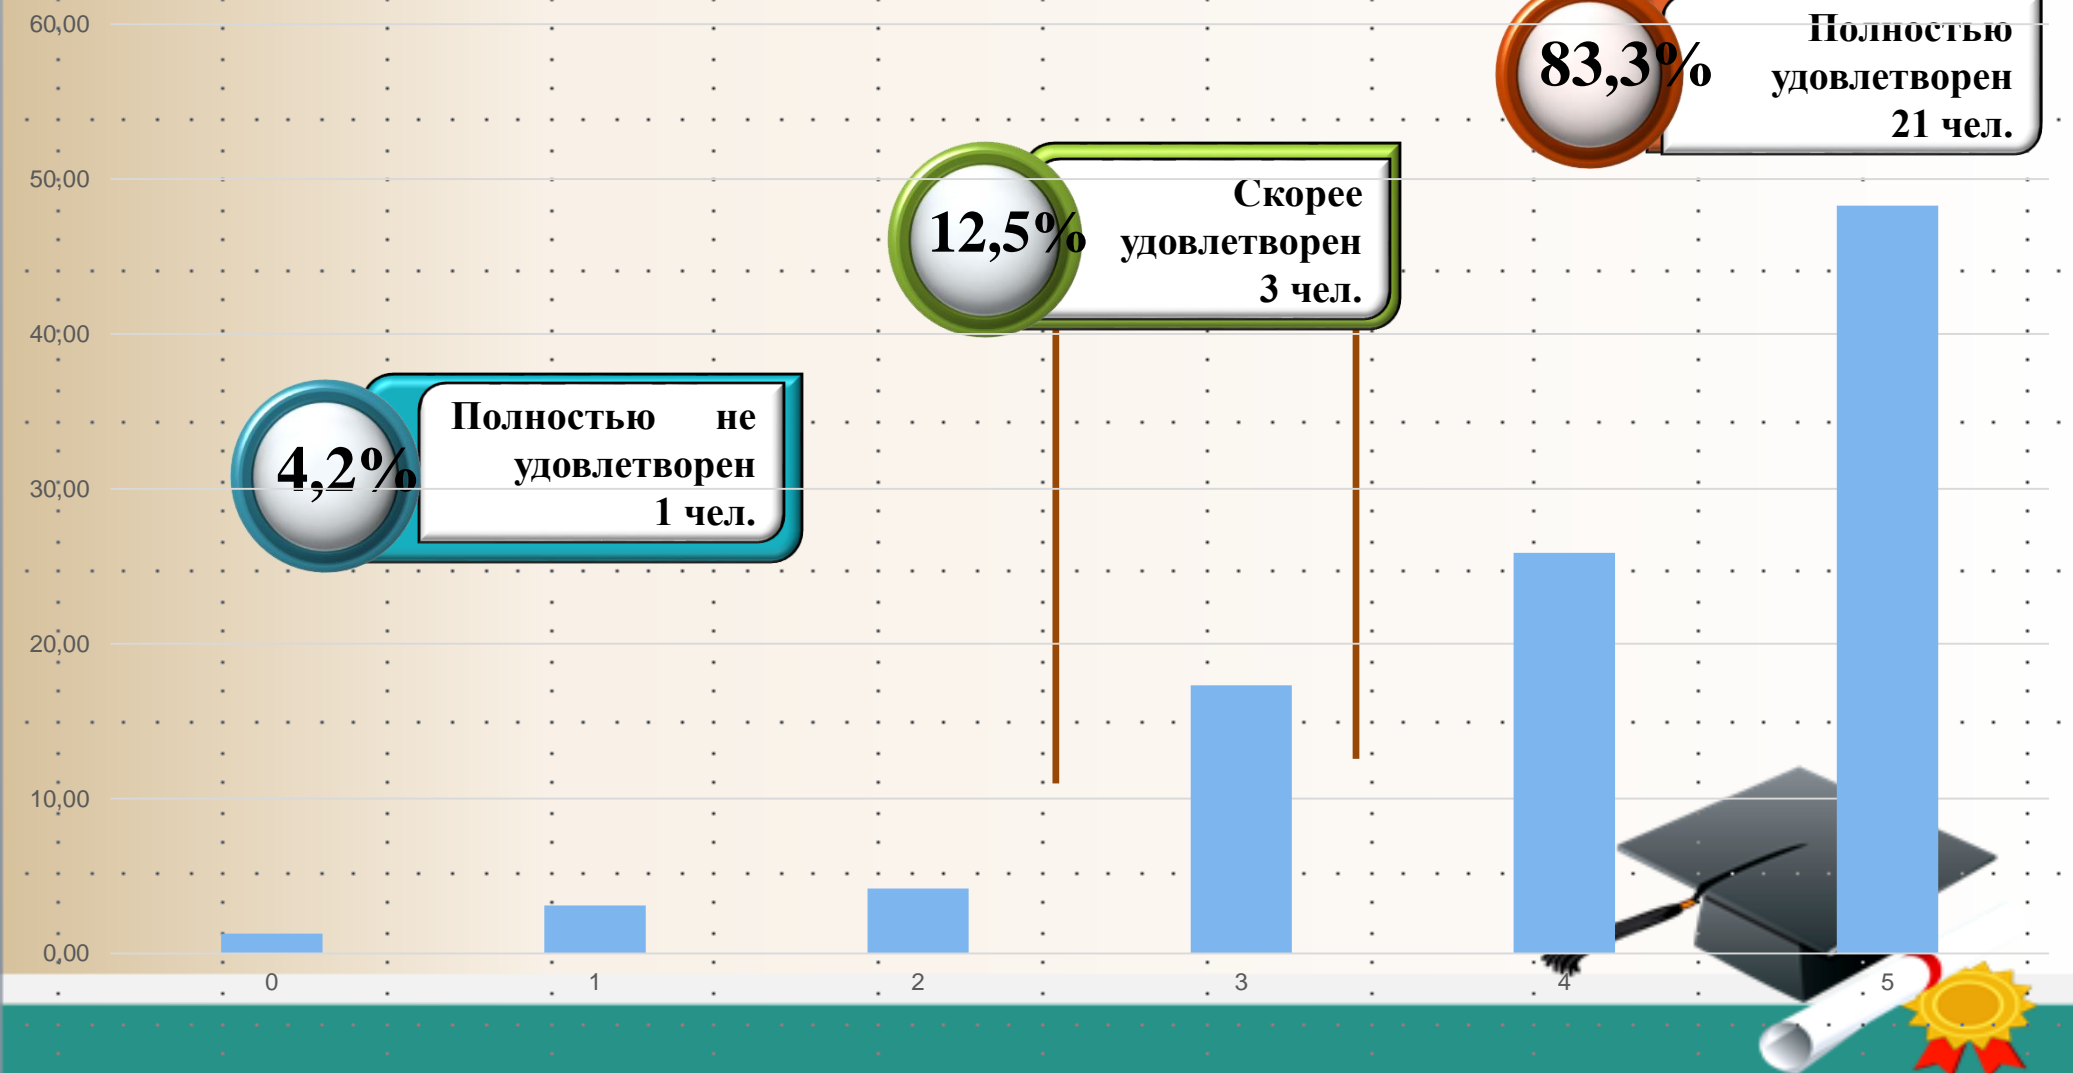 60,00
83,3%
Полностью
удовлетворен
21 чел.
50,00
12,5%
Скорее
удовлетворен
3 чел.
40,00
4,2%
Полностью не
удовлетворен
1 чел.
30,00
20,00
10,00
0,00
0 1 2 3 4 5